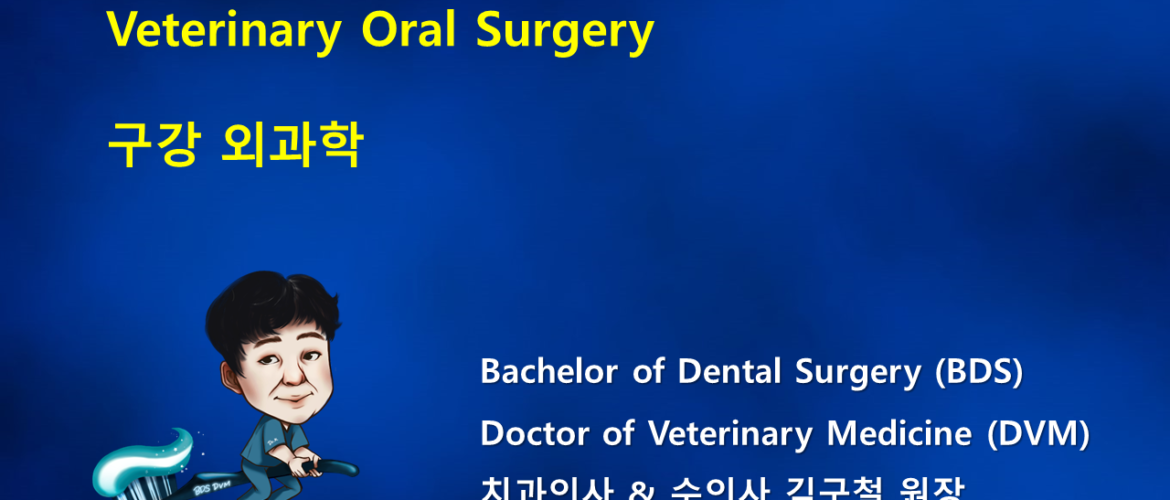 Veterinary Oral Surgery
구강 외과학
Bachelor of Dental Surgery (BDS)
Doctor of Veterinary Medicine (DVM)
치과의사 & 수의사 김구철 원장
BDS DVM